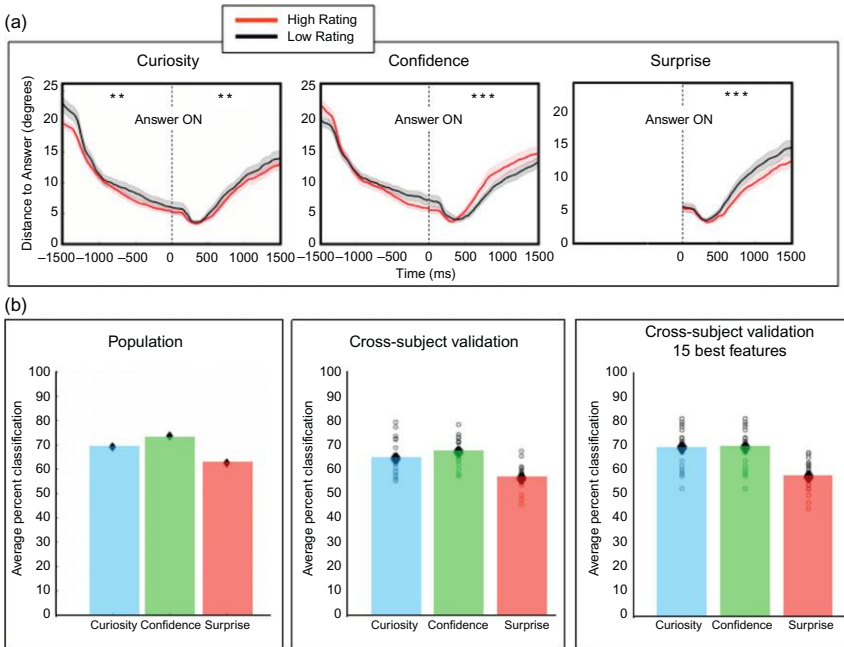 (a)
High Rating
Low Rating
Curiosity
Confidence
Surprise
Distance to Answer (degrees)
25
20
15
10
5
0
** **
Answer ON
−1500 −1000 −500 0 500 1000 1500
25
20
15
10
5
0
***
Answer ON
−1500 −1000 −500 0 500 1000 1500
20
15
10
5
0
***
Answer ON
0 500 1000 1500
Time (ms)
(b)
Population
Average percent classification
100
90
80
70
60
50
40
30
20
10
0
Curiosity Confidence Surprise
Cross-subject validation
Average percent classification
100
90
80
70
60
50
40
30
20
10
0
Curiosity Confidence Surprise
Cross-subject validation
15 best features
Average percent classification
100
90
80
70
60
50
40
30
20
10
0
Curiosity Confidence Surprise